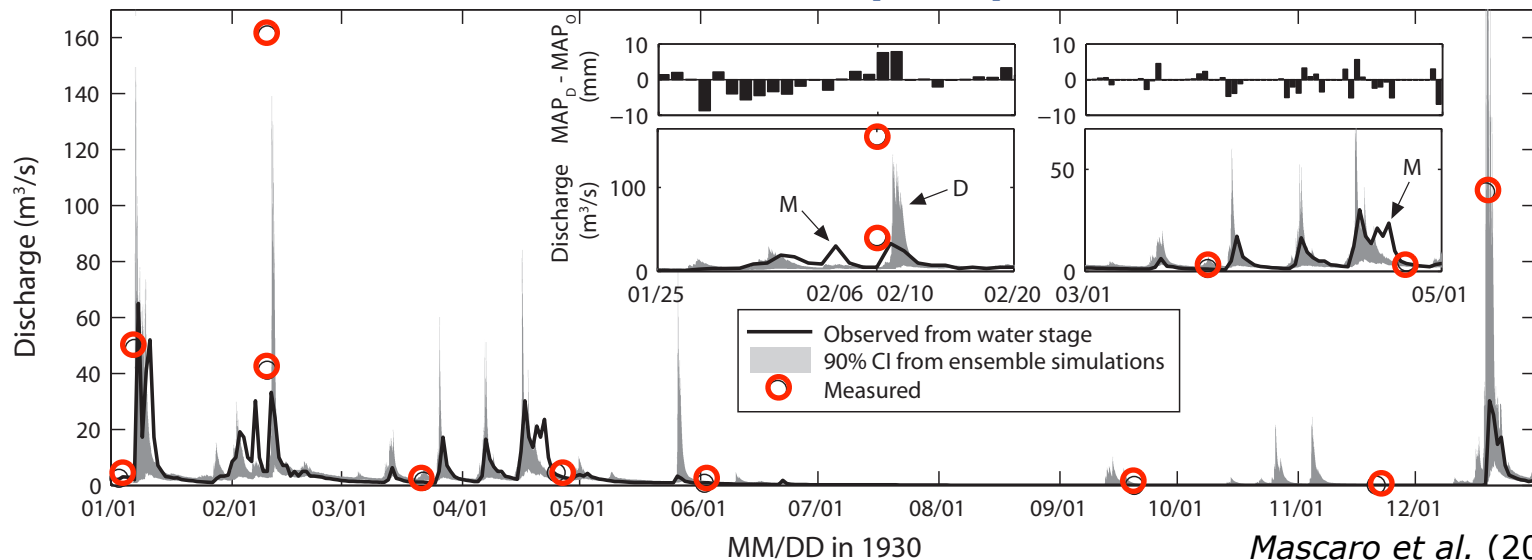 160
140
120
100
80
60
40
20
0
Discharge (m³/s)
01/01
02/01
03/01
04/01
05/01
06/01
07/01
08/01
09/01
10/01
11/01
12/01
MM/DD in 1930
MAP_D - MAP_O
(mm)
10
0
−10
Discharge
(m³/s)
100
0
M
D
01/25
02/06
02/10
02/20
10
0
−10
50
0
M
03/01
05/01
Observed from water stage
90% CI from ensemble simulations
Measured
Mascaro et al. (20